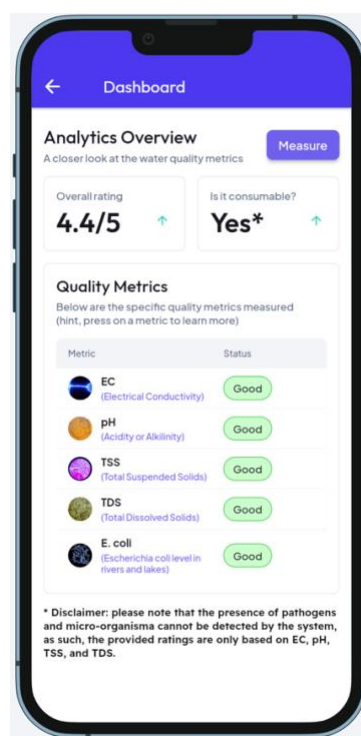 Dashboard
Analytics Overview
A closer look at the water quality metrics
Measure
Overall rating
4.4/5
Is it consumable?
Yes*
Quality Metrics
Below are the specific quality metrics measured
(hint, press on a metric to learn more)
Metric Status
EC
(Electrical Conductivity)
Good
pH
(Acidity or Alkilinity)
Good
TSS
(Total Suspended Solids)
Good
TDS
(Total Dissolved Solids)
Good
E. coli
(Escherichia coli level in
rivers and lakes)
Good
* Disclaimer: please note that the presence of pathogens
and micro-organisma cannot be detected by the system,
as such, the provided ratings are only based on EC, pH,
TSS, and TDS.